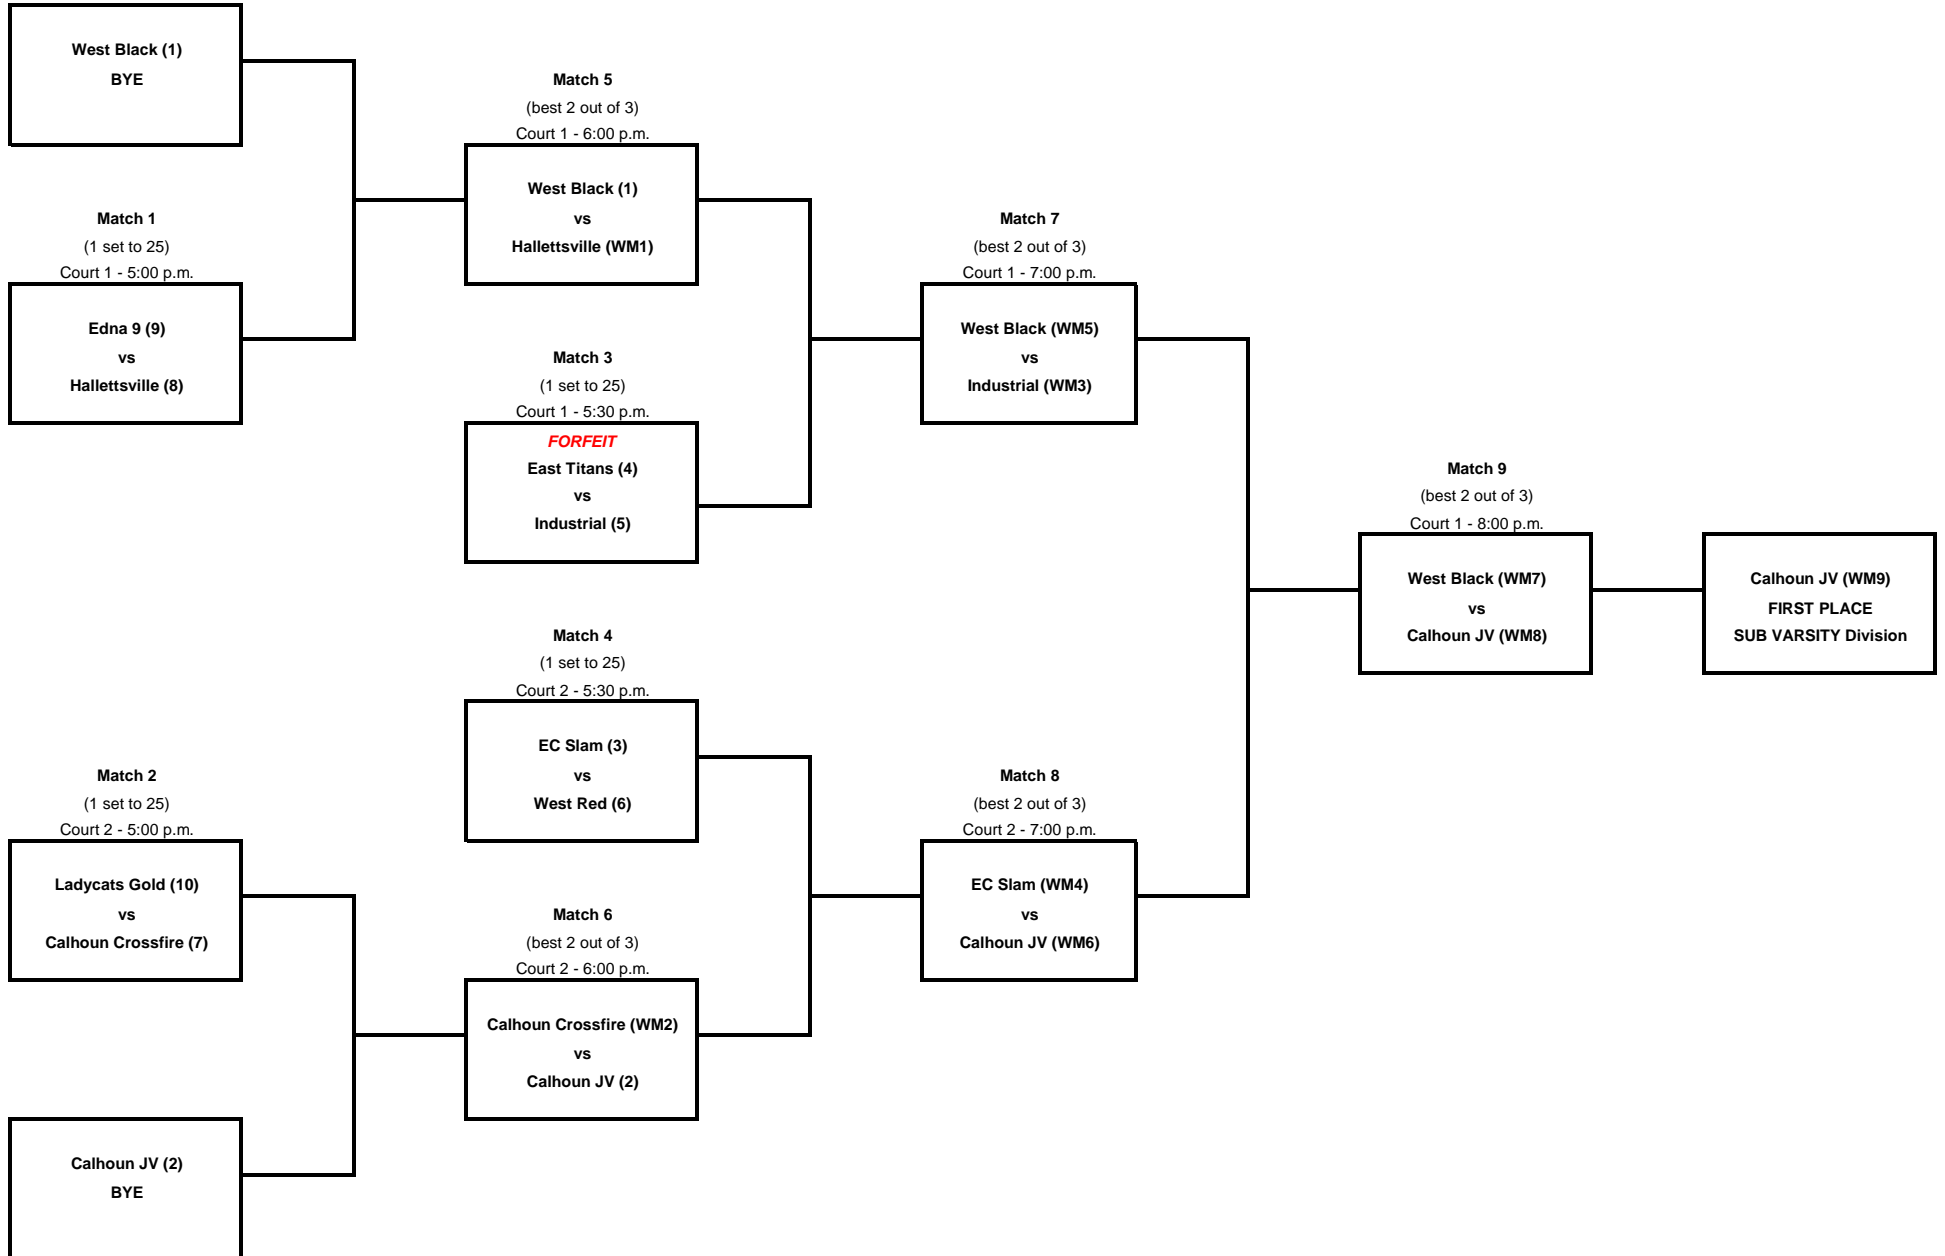 West Black (1)
BYE
Match 1
(1 set to 25)
Court 1 - 5:00 p.m.
Edna 9 (9)
vs
Hallettsville (8)
Match 2
(1 set to 25)
Court 2 - 5:00 p.m.
Ladycats Gold (10)
vs
Calhoun Crossfire (7)
Calhoun JV (2)
BYE
Match 5
(best 2 out of 3)
Court 1 - 6:00 p.m.
West Black (1)
vs
Hallettsville (WM1)
Match 3
(1 set to 25)
Court 1 - 5:30 p.m.
FORFEIT
East Titans (4)
vs
Industrial (5)
Match 4
(1 set to 25)
Court 2 - 5:30 p.m.
EC Slam (3)
vs
West Red (6)
Match 6
(best 2 out of 3)
Court 2 - 6:00 p.m.
Calhoun Crossfire (WM2)
vs
Calhoun JV (2)
Match 7
(best 2 out of 3)
Court 1 - 7:00 p.m.
West Black (WM5)
vs
Industrial (WM3)
Match 8
(best 2 out of 3)
Court 2 - 7:00 p.m.
EC Slam (WM4)
vs
Calhoun JV (WM6)
Match 9
(best 2 out of 3)
Court 1 - 8:00 p.m.
West Black (WM7)
vs
Calhoun JV (WM8)
Calhoun JV (WM9)
FIRST PLACE
SUB VARSITY Division